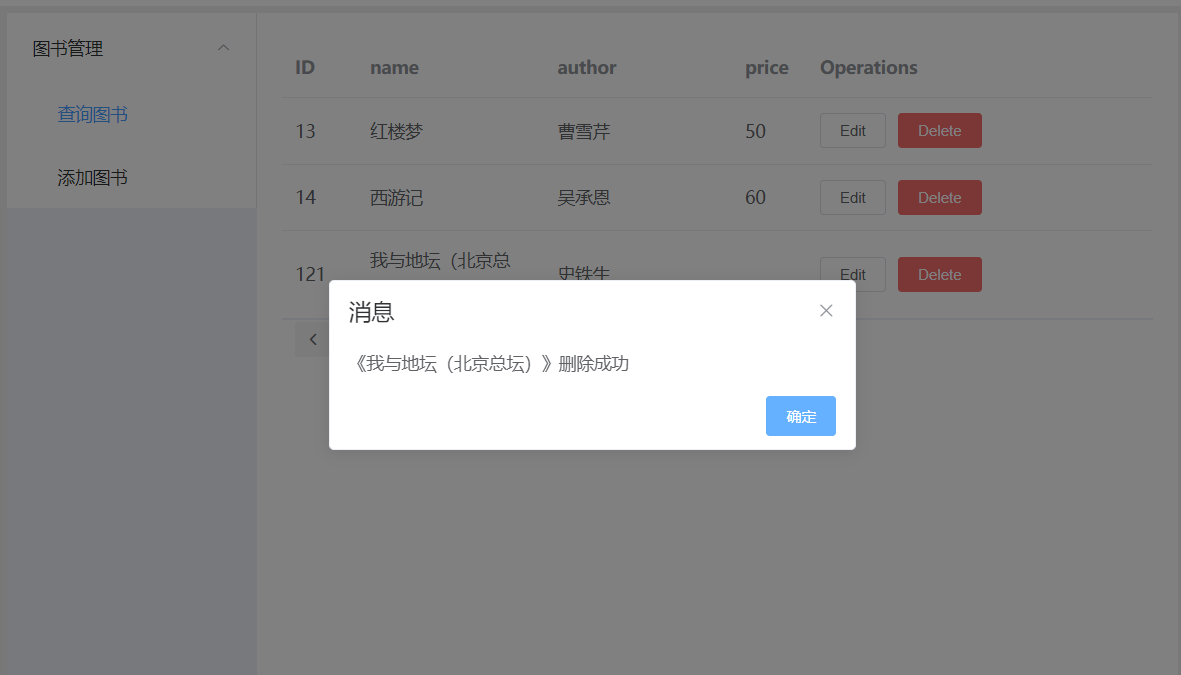 图书管理
查询图书
添加图书
ID name author price Operations
13 红楼梦 曹雪芹 50 Edit Delete
14 西游记 吴承恩 60 Edit Delete
我与地坛（北京总
121 史铁生 Edit Delete
消息
《我与地坛（北京总坛）》删除成功
确定